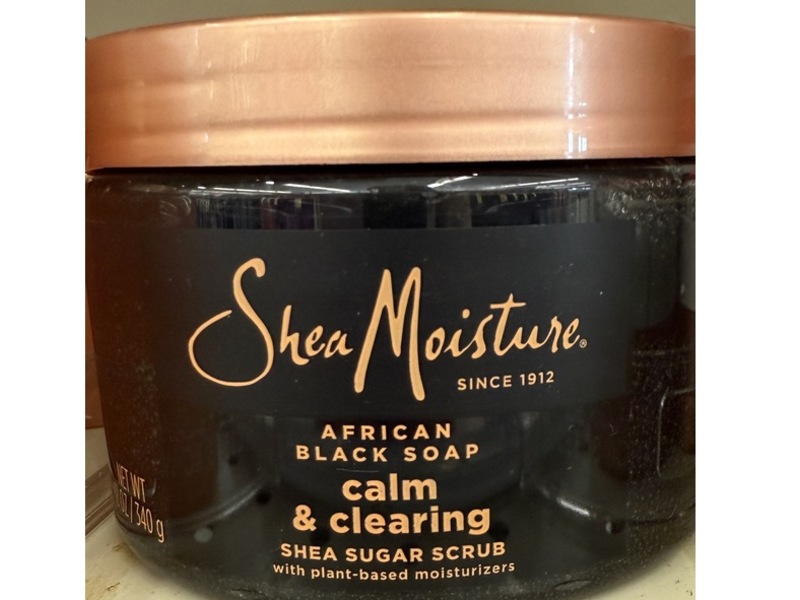 Shea Moisture®
SINCE 1912
AFRICAN
BLACK SOAP
calm
& clearing
SHEA SUGAR SCRUB
with plant-based moisturizers
NET WT
OZ / 340 g